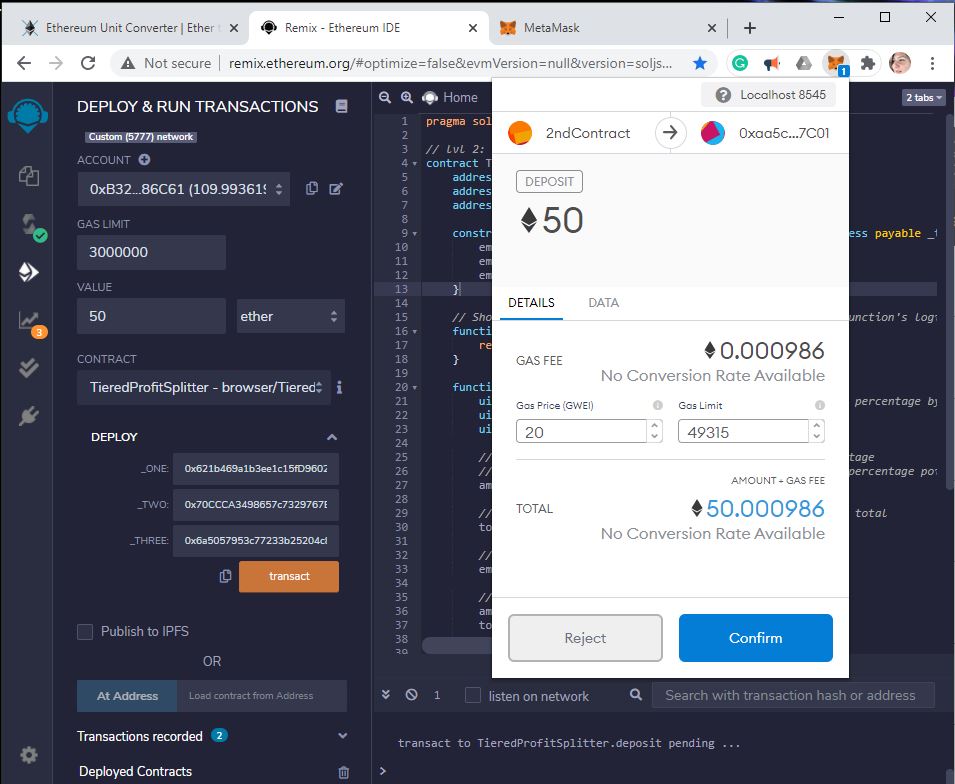 Ethereum Unit Converter | Ether t
Remix - Ethereum IDE
MetaMask
Not secure
remix.ethereum.org/#optimize=false&evmVersion=null&version=soljs...
1
DEPLOY & RUN TRANSACTIONS
Custom (5777) network
ACCOUNT
0xB32...86C61 (109.993619
GAS LIMIT
3000000
VALUE
50
ether
CONTRACT
TieredProfitSplitter - browser/Tiered
i
DEPLOY
_ONE:
0x621b469a1b3ee1c15fD9602
_TWO:
0x70CCCA3498657c7329767E
_THREE:
0x6a5057953c77233b25204cl
transact
Publish to IPFS
OR
At Address
Load contract from Address
Transactions recorded 2
Deployed Contracts
3
Home
2 tabs
1 pragma sol
2
3 // lvl 2:
4 contract T
5 addres
6 addres
7 addres
8
9 constr
ess payable _t
10 em
11 em
12 em
13 }
14
15 // Sho
unction's logi
16 functi
17 re
18 }
19
20 functi
21 ui
percentage by
22 ui
23 ui
24
25 //
tage
26 //
percentage poi
27 am
28
29 //
total
30 to
31
32 //
33 em
34
35 //
36 am
37 to
38
39
Localhost 8545
2ndContract
0xaa5c...7C01
DEPOSIT
50
DETAILS
DATA
GAS FEE
0.000986
No Conversion Rate Available
Gas Price (GWEI)
Gas Limit
20
49315
AMOUNT + GAS FEE
TOTAL
50.000986
No Conversion Rate Available
Reject
Confirm
1
listen on network
Search with transaction hash or address
transact to TieredProfitSplitter.deposit pending ...
>